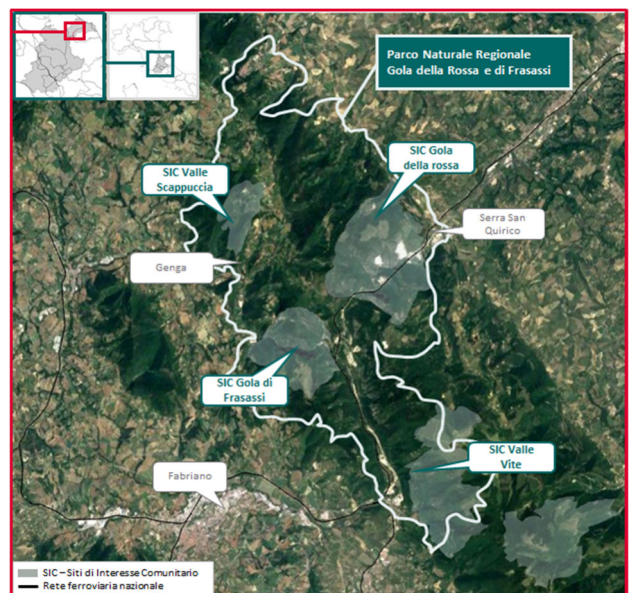 Parco Naturale Regionale
Gola della Rossa e di Frasassi
SIC Gola
della rossa
SIC Valle
Scappuccia
Serra San
Quirico
Genga
SIC Gola di
Frasassi
SIC Valle
Vite
Fabriano
SIC – Siti di Interesse Comunitario
Rete ferroviaria nazionale